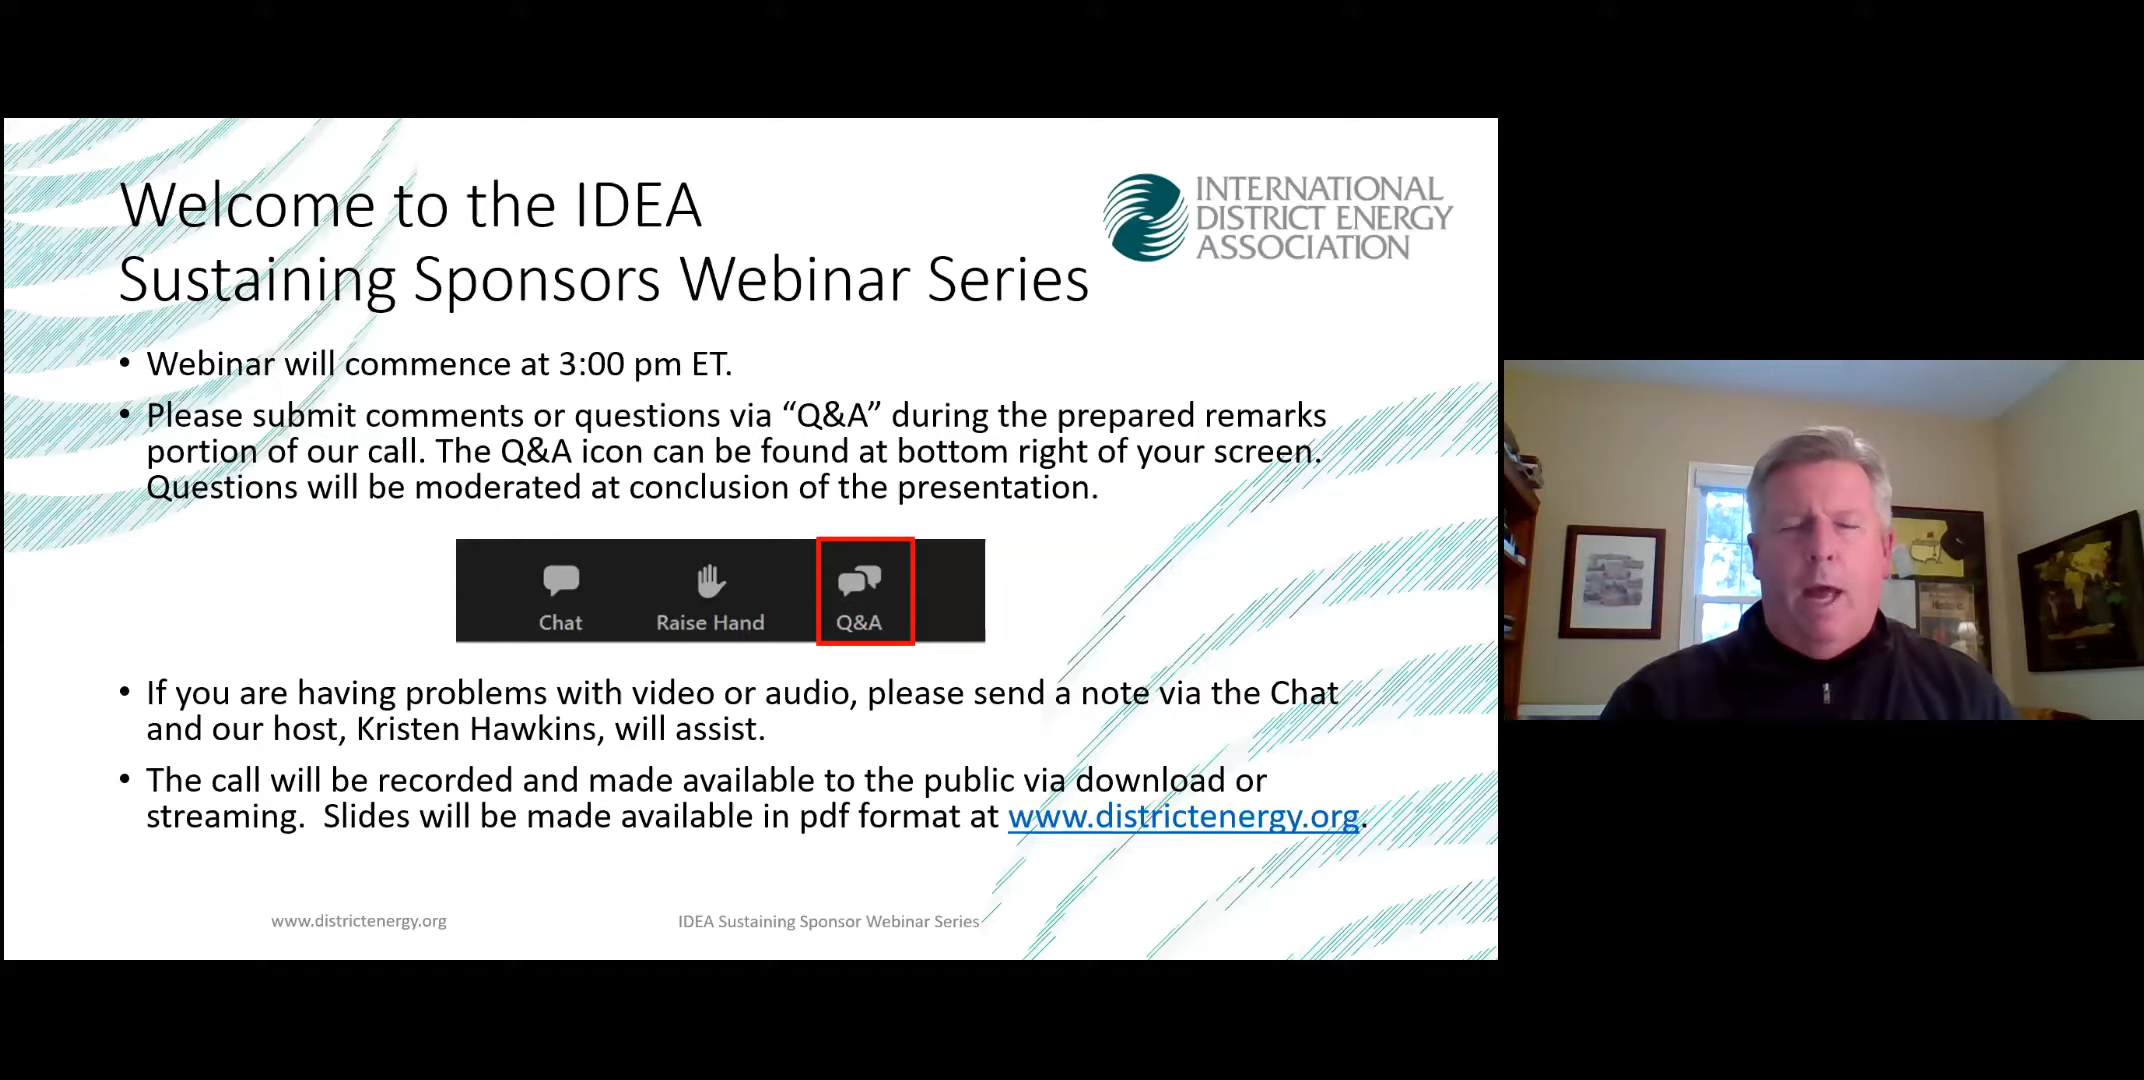 Welcome to the IDEA
Sustaining Sponsors Webinar Series
INTERNATIONAL
DISTRICT ENERGY
ASSOCIATION
• Webinar will commence at 3:00 pm ET.
• Please submit comments or questions via “Q&A” during the prepared remarks
portion of our call. The Q&A icon can be found at bottom right of your screen.
Questions will be moderated at conclusion of the presentation.
Chat
Raise Hand
Q&A
• If you are having problems with video or audio, please send a note via the Chat
and our host, Kristen Hawkins, will assist.
• The call will be recorded and made available to the public via download or
streaming.  Slides will be made available in pdf format at www.districtenergy.org.
www.districtenergy.org
IDEA Sustaining Sponsor Webinar Series